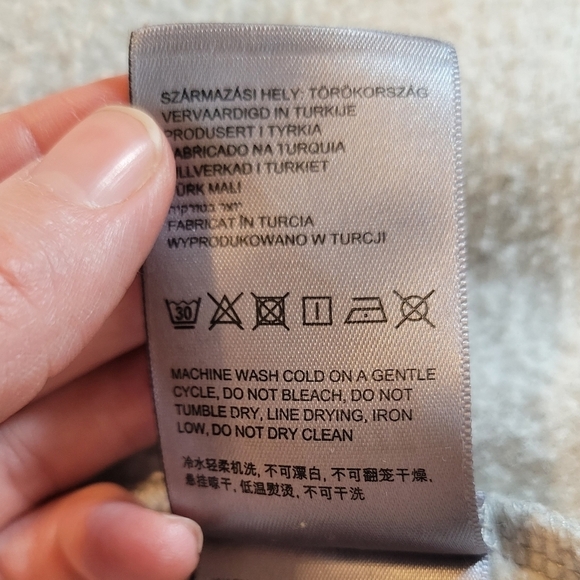 SZÁRMAZÁSI HELY: TÖRÖKORSZÁG
VERVAARDIGD IN TURKIJE
PRODUSERT I TYRKIA
FABRICADO NA TURQUIA
TILLVERKAD I TURKIET
TÜRK MALI
ייצור בטורקיה
FABRICAT ÎN TURCIA
WYPRODUKOWANO W TURCJI
30
MACHINE WASH COLD ON A GENTLE
CYCLE, DO NOT BLEACH, DO NOT
TUMBLE DRY, LINE DRYING, IRON
LOW, DO NOT DRY CLEAN
冷水轻柔机洗, 不可漂白, 不可翻笼干燥,
悬挂晾干, 低温熨烫, 不可干洗